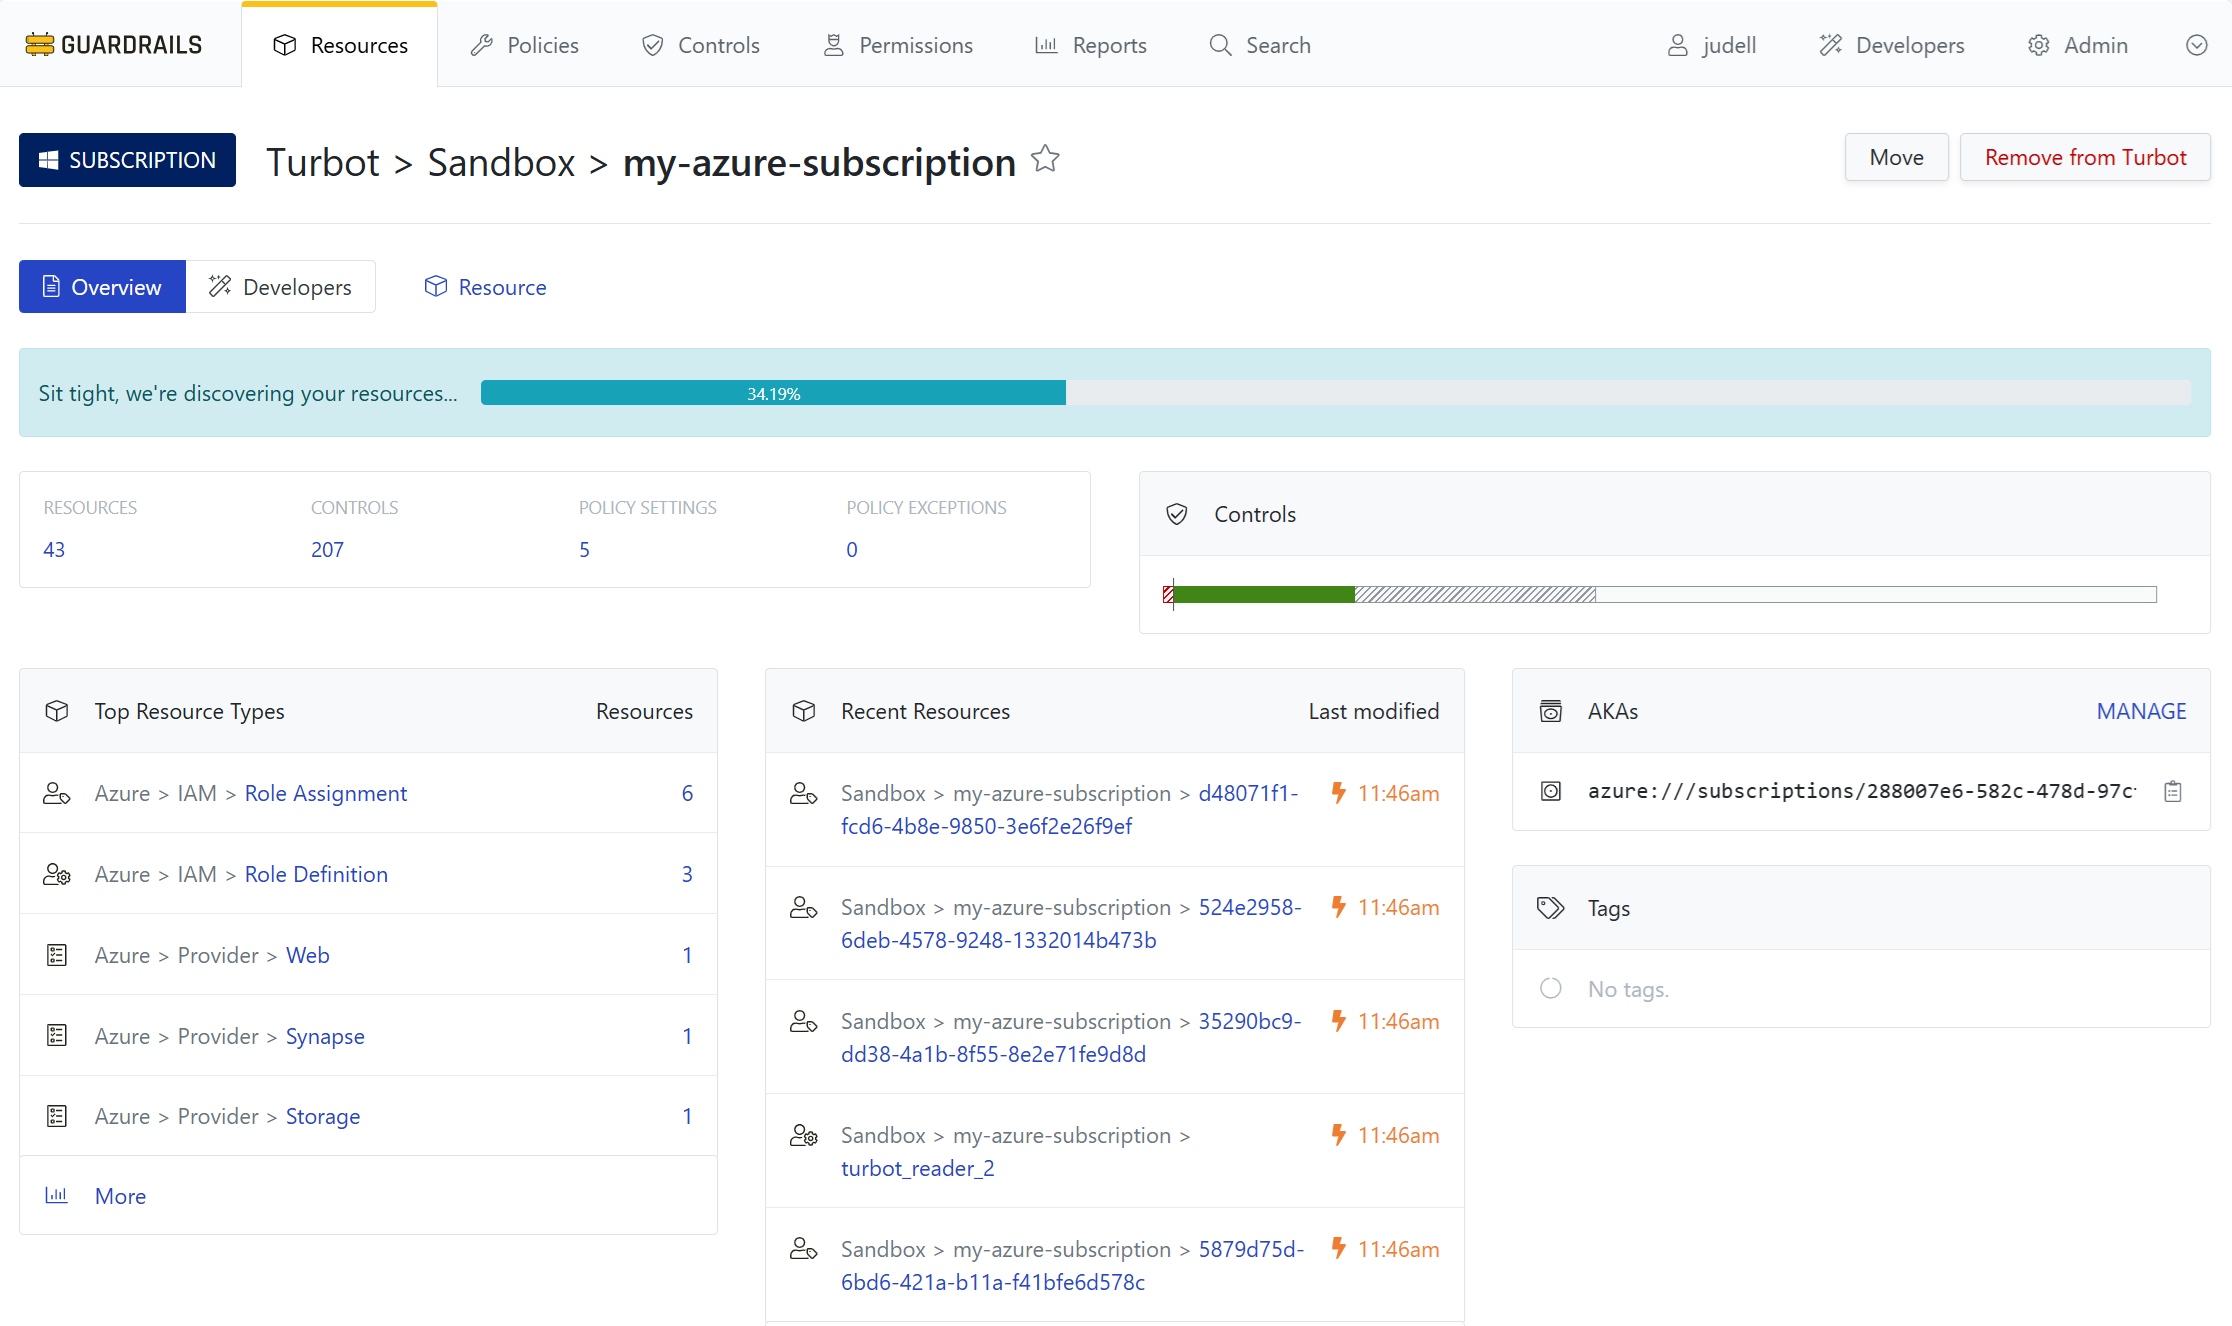 GUARDRAILS
Resources
Policies
Controls
Permissions
Reports
Search
judell
Developers
Admin
SUBSCRIPTION
Turbot > Sandbox > my-azure-subscription
Move
Remove from Turbot
Overview
Developers
Resource
Sit tight, we're discovering your resources...
34.19%
RESOURCES
43
CONTROLS
207
POLICY SETTINGS
5
POLICY EXCEPTIONS
0
Controls
Top Resource Types Resources
Azure > IAM > Role Assignment 6
Azure > IAM > Role Definition 3
Azure > Provider > Web 1
Azure > Provider > Synapse 1
Azure > Provider > Storage 1
More
Recent Resources Last modified
Sandbox > my-azure-subscription > d48071f1- 11:46am
fcd6-4b8e-9850-3e6f2e26f9ef
Sandbox > my-azure-subscription > 524e2958- 11:46am
6deb-4578-9248-1332014b473b
Sandbox > my-azure-subscription > 35290bc9- 11:46am
dd38-4a1b-8f55-8e2e71fe9d8d
Sandbox > my-azure-subscription > 11:46am
turbot_reader_2
Sandbox > my-azure-subscription > 5879d75d- 11:46am
6bd6-421a-b11a-f41bfe6d578c
AKAs MANAGE
azure:///subscriptions/288007e6-582c-478d-97c
Tags
No tags.